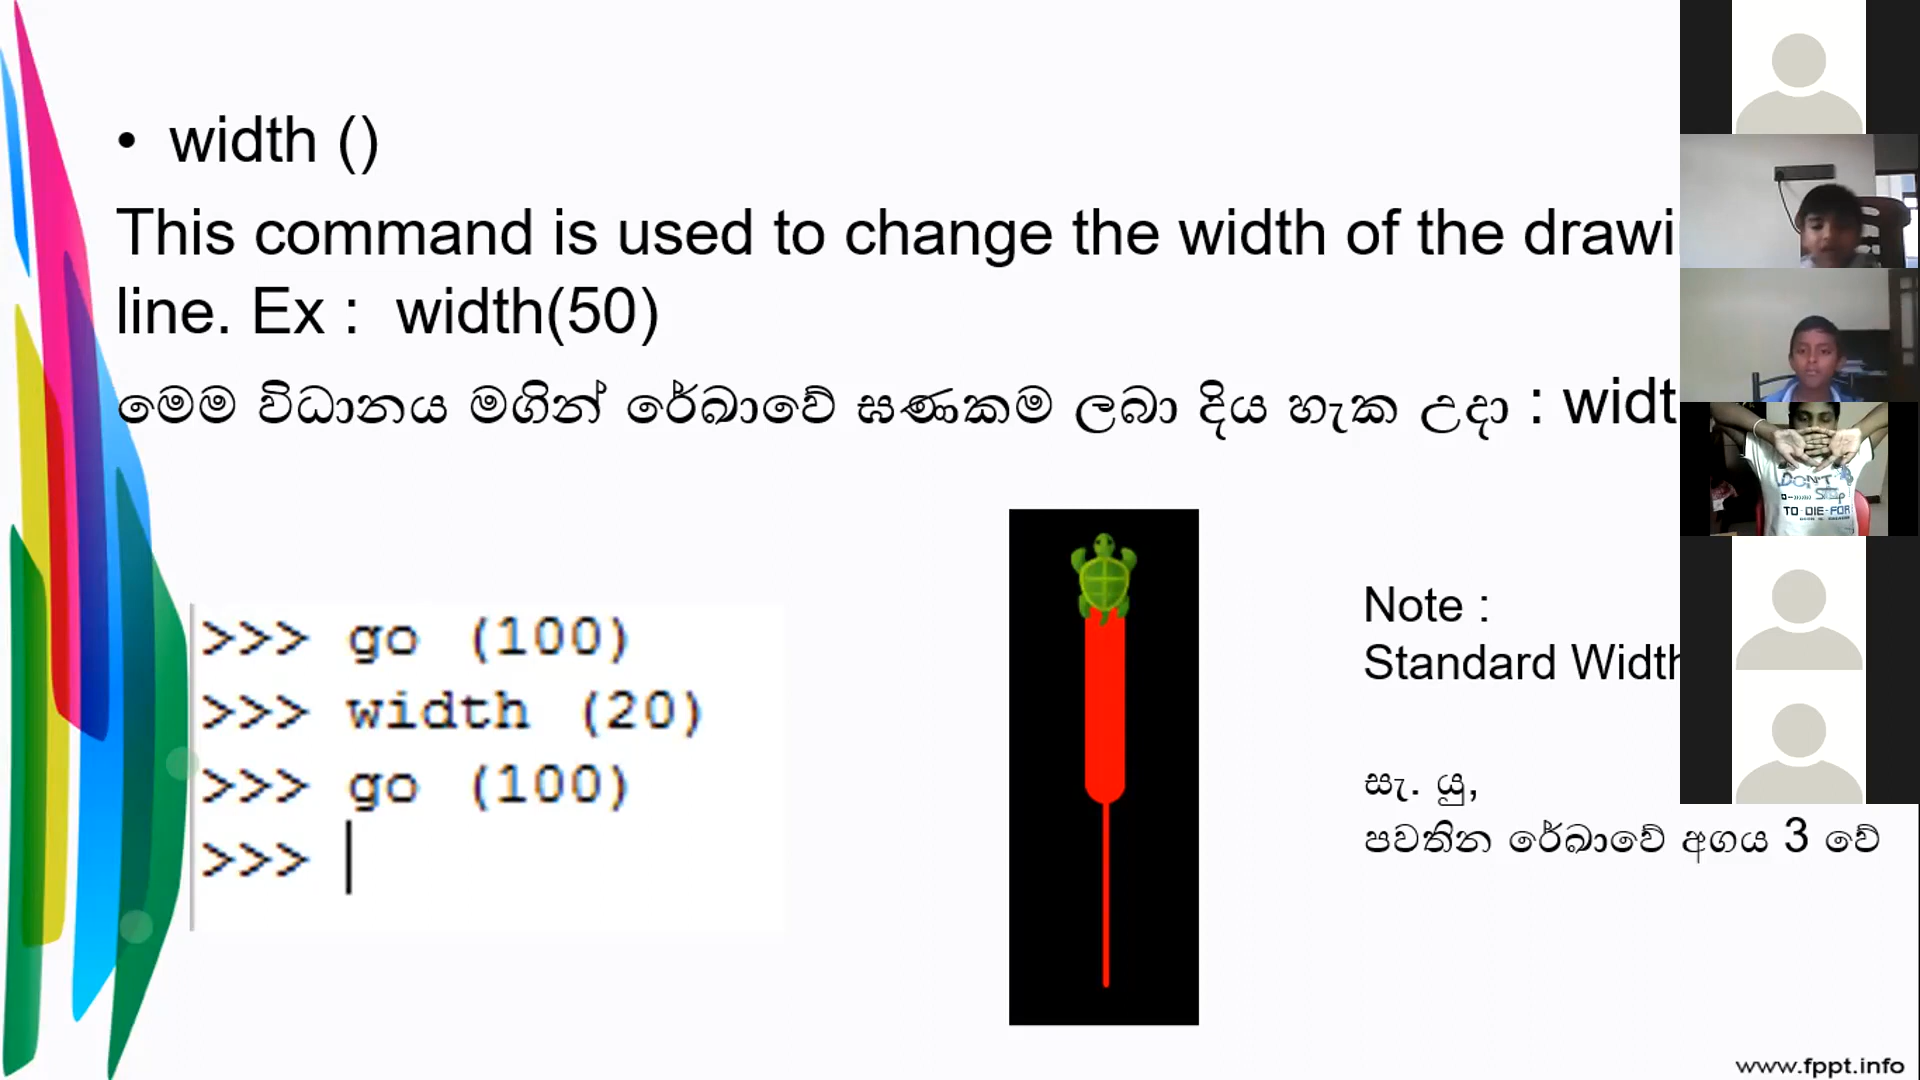 • width ()
This command is used to change the width of the drawi
line. Ex : width(50)
මෙම විධානය මගින් රේඛාවේ ඝණකම ලබා දිය හැක උදා : widt
>>> go (100)
>>> width (20)
>>> go (100)
>>>
Note :
Standard Width
සැ. යු,
පවතින රේඛාවේ අගය 3 වේ
DON'T
TO-DIE-FOR
www.fppt.info